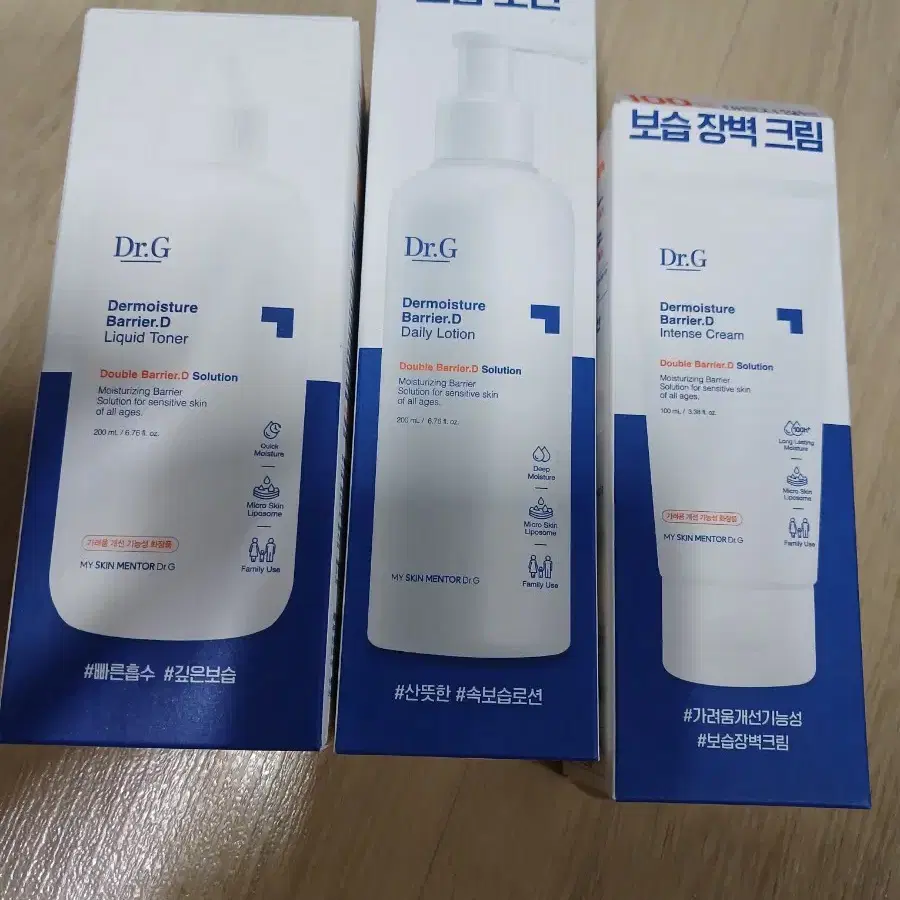 Dr.G
Dermoisture
Barrier.D
Liquid Toner
Double Barrier.D Solution
Moisturizing Barrier
Solution for sensitive skin
of all ages.
200 mL / 6.76 fl. oz.
Quick
Moisture
Micro Skin
Liposome
Family Use
가려움 개선 기능성 화장품
MY SKIN MENTOR Dr.G
#빠른흡수 #깊은보습
보습 로션
Dr.G
Dermoisture
Barrier.D
Daily Lotion
Double Barrier.D Solution
Moisturizing Barrier
Solution for sensitive skin
of all ages.
200 mL / 6.76 fl. oz.
Deep
Moisture
Micro Skin
Liposome
Family Use
MY SKIN MENTOR Dr.G
#산뜻한 #속보습로션
보습 장벽 크림
Dr.G
Dermoisture
Barrier.D
Intense Cream
Double Barrier.D Solution
Moisturizing Barrier
Solution for sensitive skin
of all ages.
100 mL / 3.38 fl. oz.
100H+
Long Lasting
Moisture
Micro Skin
Liposome
Family Use
가려움 개선 기능성 화장품
MY SKIN MENTOR Dr.G
#가려움개선기능성
#보습장벽크림